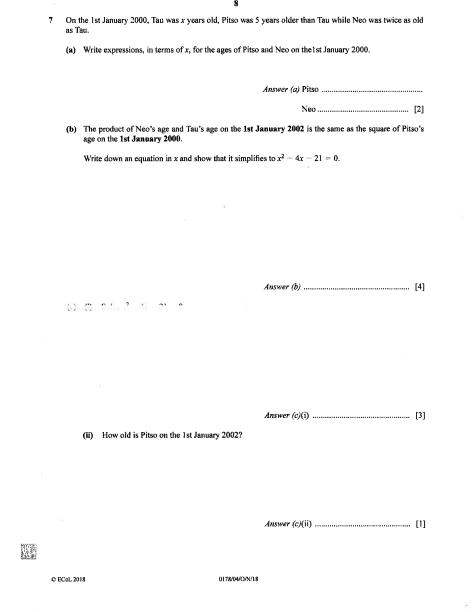 8
7 On the 1st January 2000, Tau was x years old, Pitso was 5 years older than Tau while Neo was twice as old
as Tau.
(a) Write expressions, in terms of x, for the ages of Pitso and Neo on the1st January 2000.
Answer (a) Pitso ................................................
Neo ........................................... [2]
(b) The product of Neo's age and Tau's age on the 1st January 2002 is the same as the square of Pitso's
age on the 1st January 2000.
Write down an equation in x and show that it simplifies to x² − 4x − 21 = 0.
Answer (b) .................................................. [4]
Answer (c)(i) .............................................. [3]
(ii) How old is Pitso on the 1st January 2002?
Answer (c)(ii) ............................................. [1]
© ECoL 2018
0178/04/O/N/18